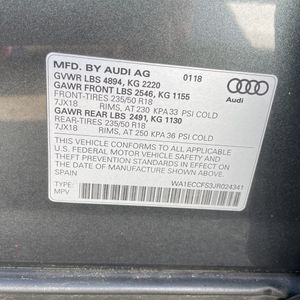 MFD. BY AUDI AG 01 18
GVWR LBS 4894, KG 2220
GAWR FRONT LBS 2546, KG 1155
FRONT-TIRES 235/50 R18
7JX18 RIMS, AT 230 KPA 33 PSI COLD
GAWR REAR LBS 2491, KG 1130
REAR-TIRES 235/50 R18
7JX18 RIMS, AT 250 KPA 36 PSI COLD
Audi
THIS VEHICLE CONFORMS TO ALL APPLICABLE
U.S. FEDERAL MOTOR VEHICLE SAFETY AND
THEFT PREVENTION STANDARDS IN EFFECT ON
THE DATE OF MANUFACTURE SHOWN ABOVE
SPAIN
TYPE: WA1ECCFS3JR024341
MPV